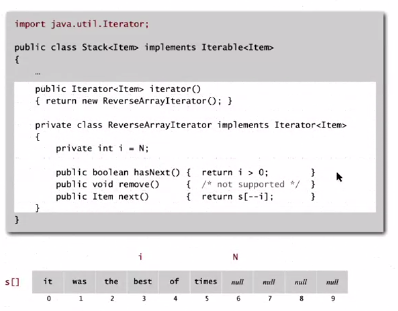 import java.util.Iterator;
public class Stack<Item> implements Iterable<Item>
{
…
public Iterator<Item> iterator()
{ return new ReverseArrayIterator(); }
private class ReverseArrayIterator implements Iterator<Item>
{
private int i = N;
public boolean hasNext() { return i > 0; }
public void remove() { /* not supported */ }
public Item next() { return s[--i]; }
}
}
i N
s[] it was the best of times null null null null
0 1 2 3 4 5 6 7 8 9